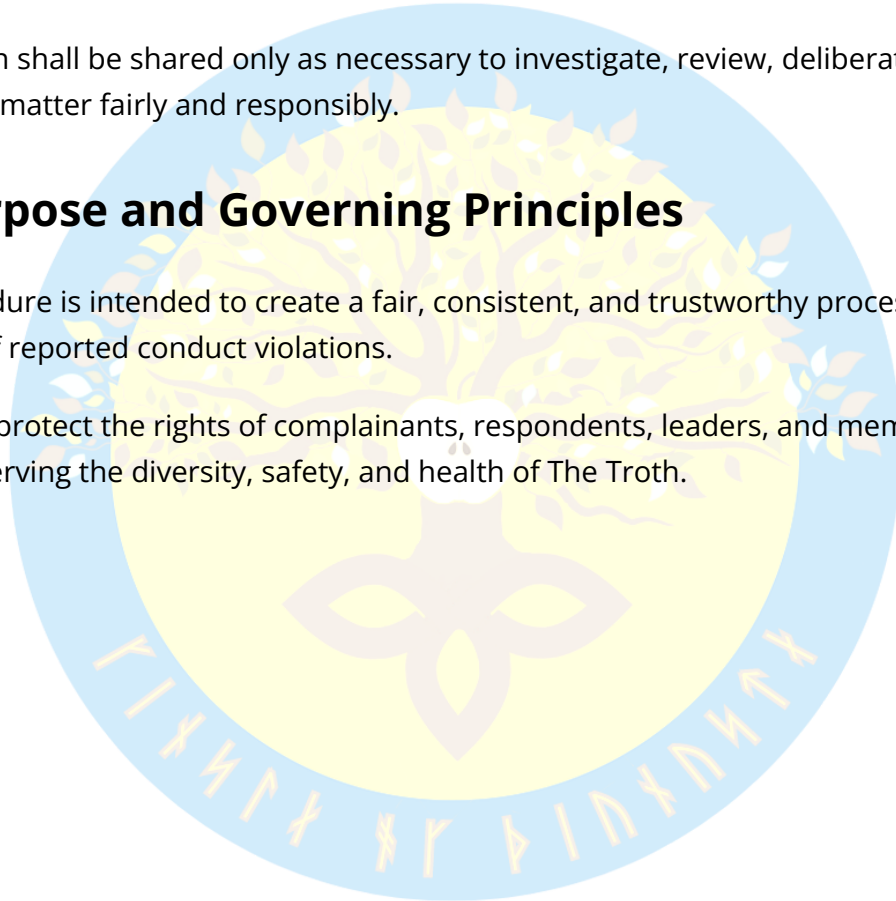 n shall be shared only as necessary to investigate, review, deliberat
matter fairly and responsibly.
rpose and Governing Principles
dure is intended to create a fair, consistent, and trustworthy proces
f reported conduct violations.
protect the rights of complainants, respondents, leaders, and mem
erving the diversity, safety, and health of The Troth.